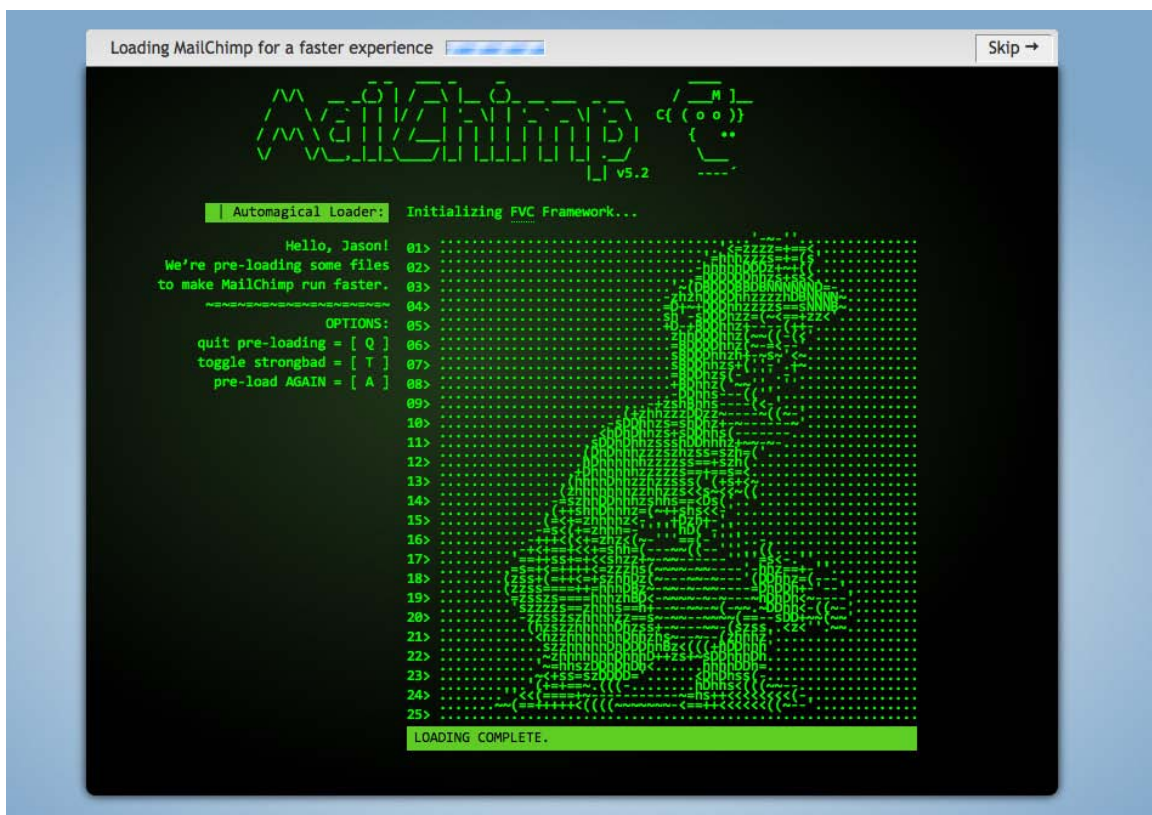 Loading MailChimp for a faster experience
Skip →
MailChimp
v5.2
| Automagical Loader:
Initializing FVC Framework...
Hello, Jason!
We're pre-loading some files
to make MailChimp run faster.
~=~=~=~=~=~=~=~=~=~=~=~
OPTIONS:
quit pre-loading = [ Q ]
toggle strongbad = [ T ]
pre-load AGAIN = [ A ]
01>
02>
03>
04>
05>
06>
07>
08>
09>
10>
11>
12>
13>
14>
15>
16>
17>
18>
19>
20>
21>
22>
23>
24>
25>
LOADING COMPLETE.